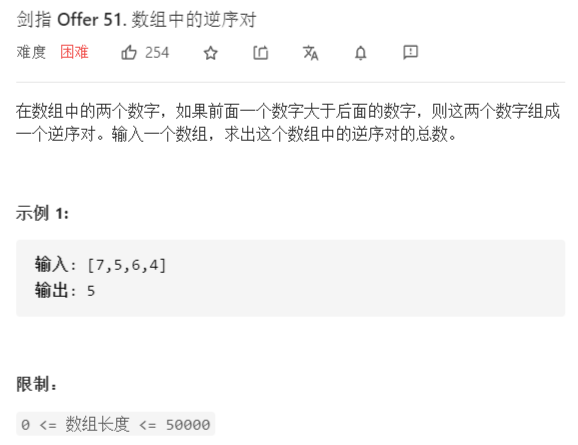 剑指 Offer 51. 数组中的逆序对
难度 困难 254
在数组中的两个数字，如果前面一个数字大于后面的数字，则这两个数字组成
一个逆序对。输入一个数组，求出这个数组中的逆序对的总数。
示例 1:
输入: [7,5,6,4]
输出: 5
限制：
0 <= 数组长度 <= 50000